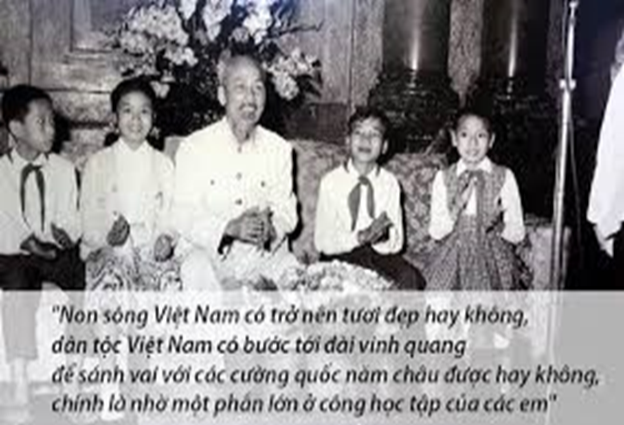 "Non sông Việt Nam có trở nên tươi đẹp hay không,
dân tộc Việt Nam có bước tới đài vinh quang
để sánh vai với các cường quốc năm châu được hay không,
chính là nhờ một phần lớn ở công học tập của các em"